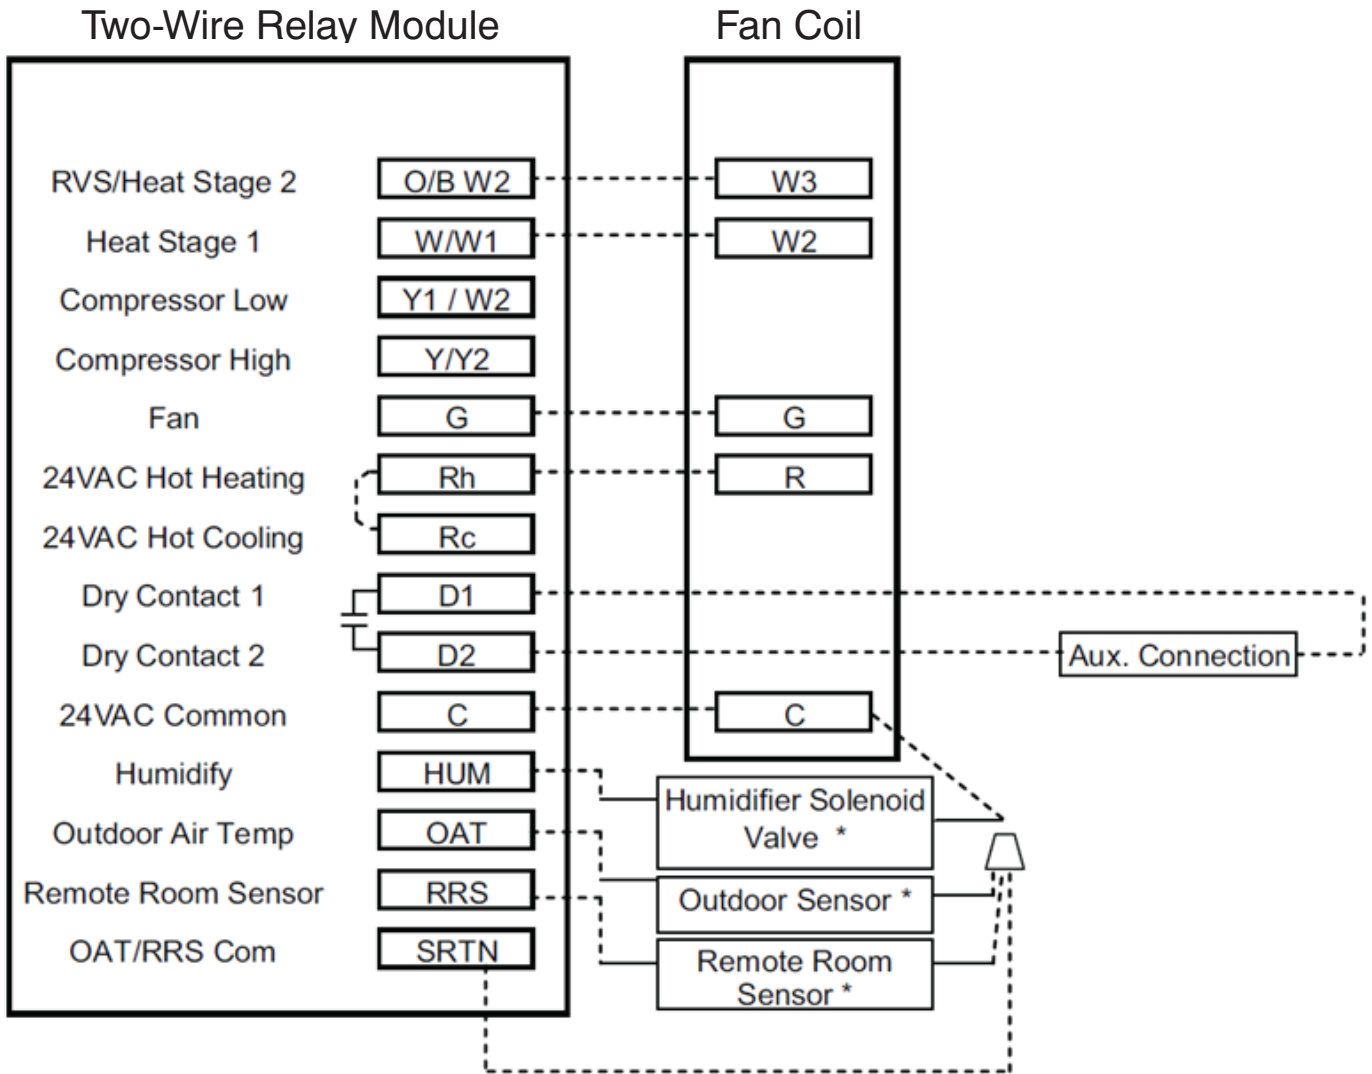 Two-Wire Relay Module Fan Coil
RVS/Heat Stage 2 O/B W2 W3
Heat Stage 1 W/W1 W2
Compressor Low Y1 / W2
Compressor High Y/Y2
Fan G G
24VAC Hot Heating Rh R
24VAC Hot Cooling Rc
Dry Contact 1 D1
Dry Contact 2 D2 Aux. Connection
24VAC Common C C
Humidify HUM
Humidifier Solenoid
Valve *
Outdoor Air Temp OAT
Remote Room Sensor RRS
Outdoor Sensor *
OAT/RRS Com SRTN
Remote Room
Sensor *